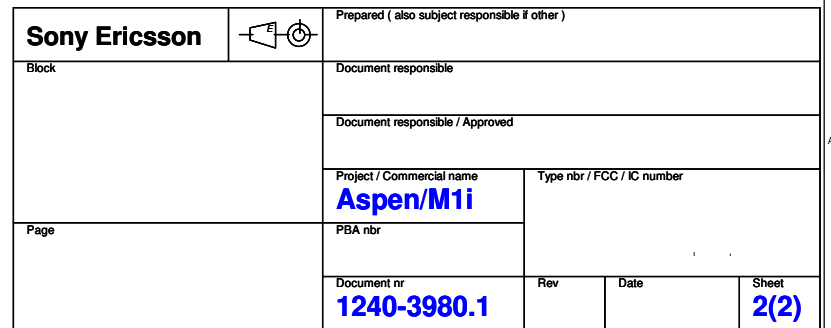 Sony Ericsson
E
Prepared ( also subject responsible if other )
Block
Document responsible
Document responsible / Approved
Project / Commercial name
Aspen/M1i
Type nbr / FCC / IC number
Page
PBA nbr
Document nr
1240-3980.1
Rev
Date
Sheet
2(2)